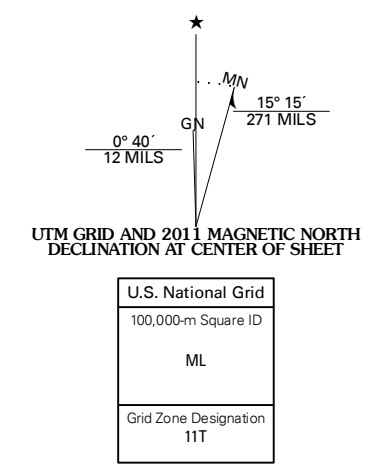 ★
MN
GN
15° 15´
271 MILS
0° 40´
12 MILS
UTM GRID AND 2011 MAGNETIC NORTH
DECLINATION AT CENTER OF SHEET
U.S. National Grid
100,000-m Square ID
ML
Grid Zone Designation
11T